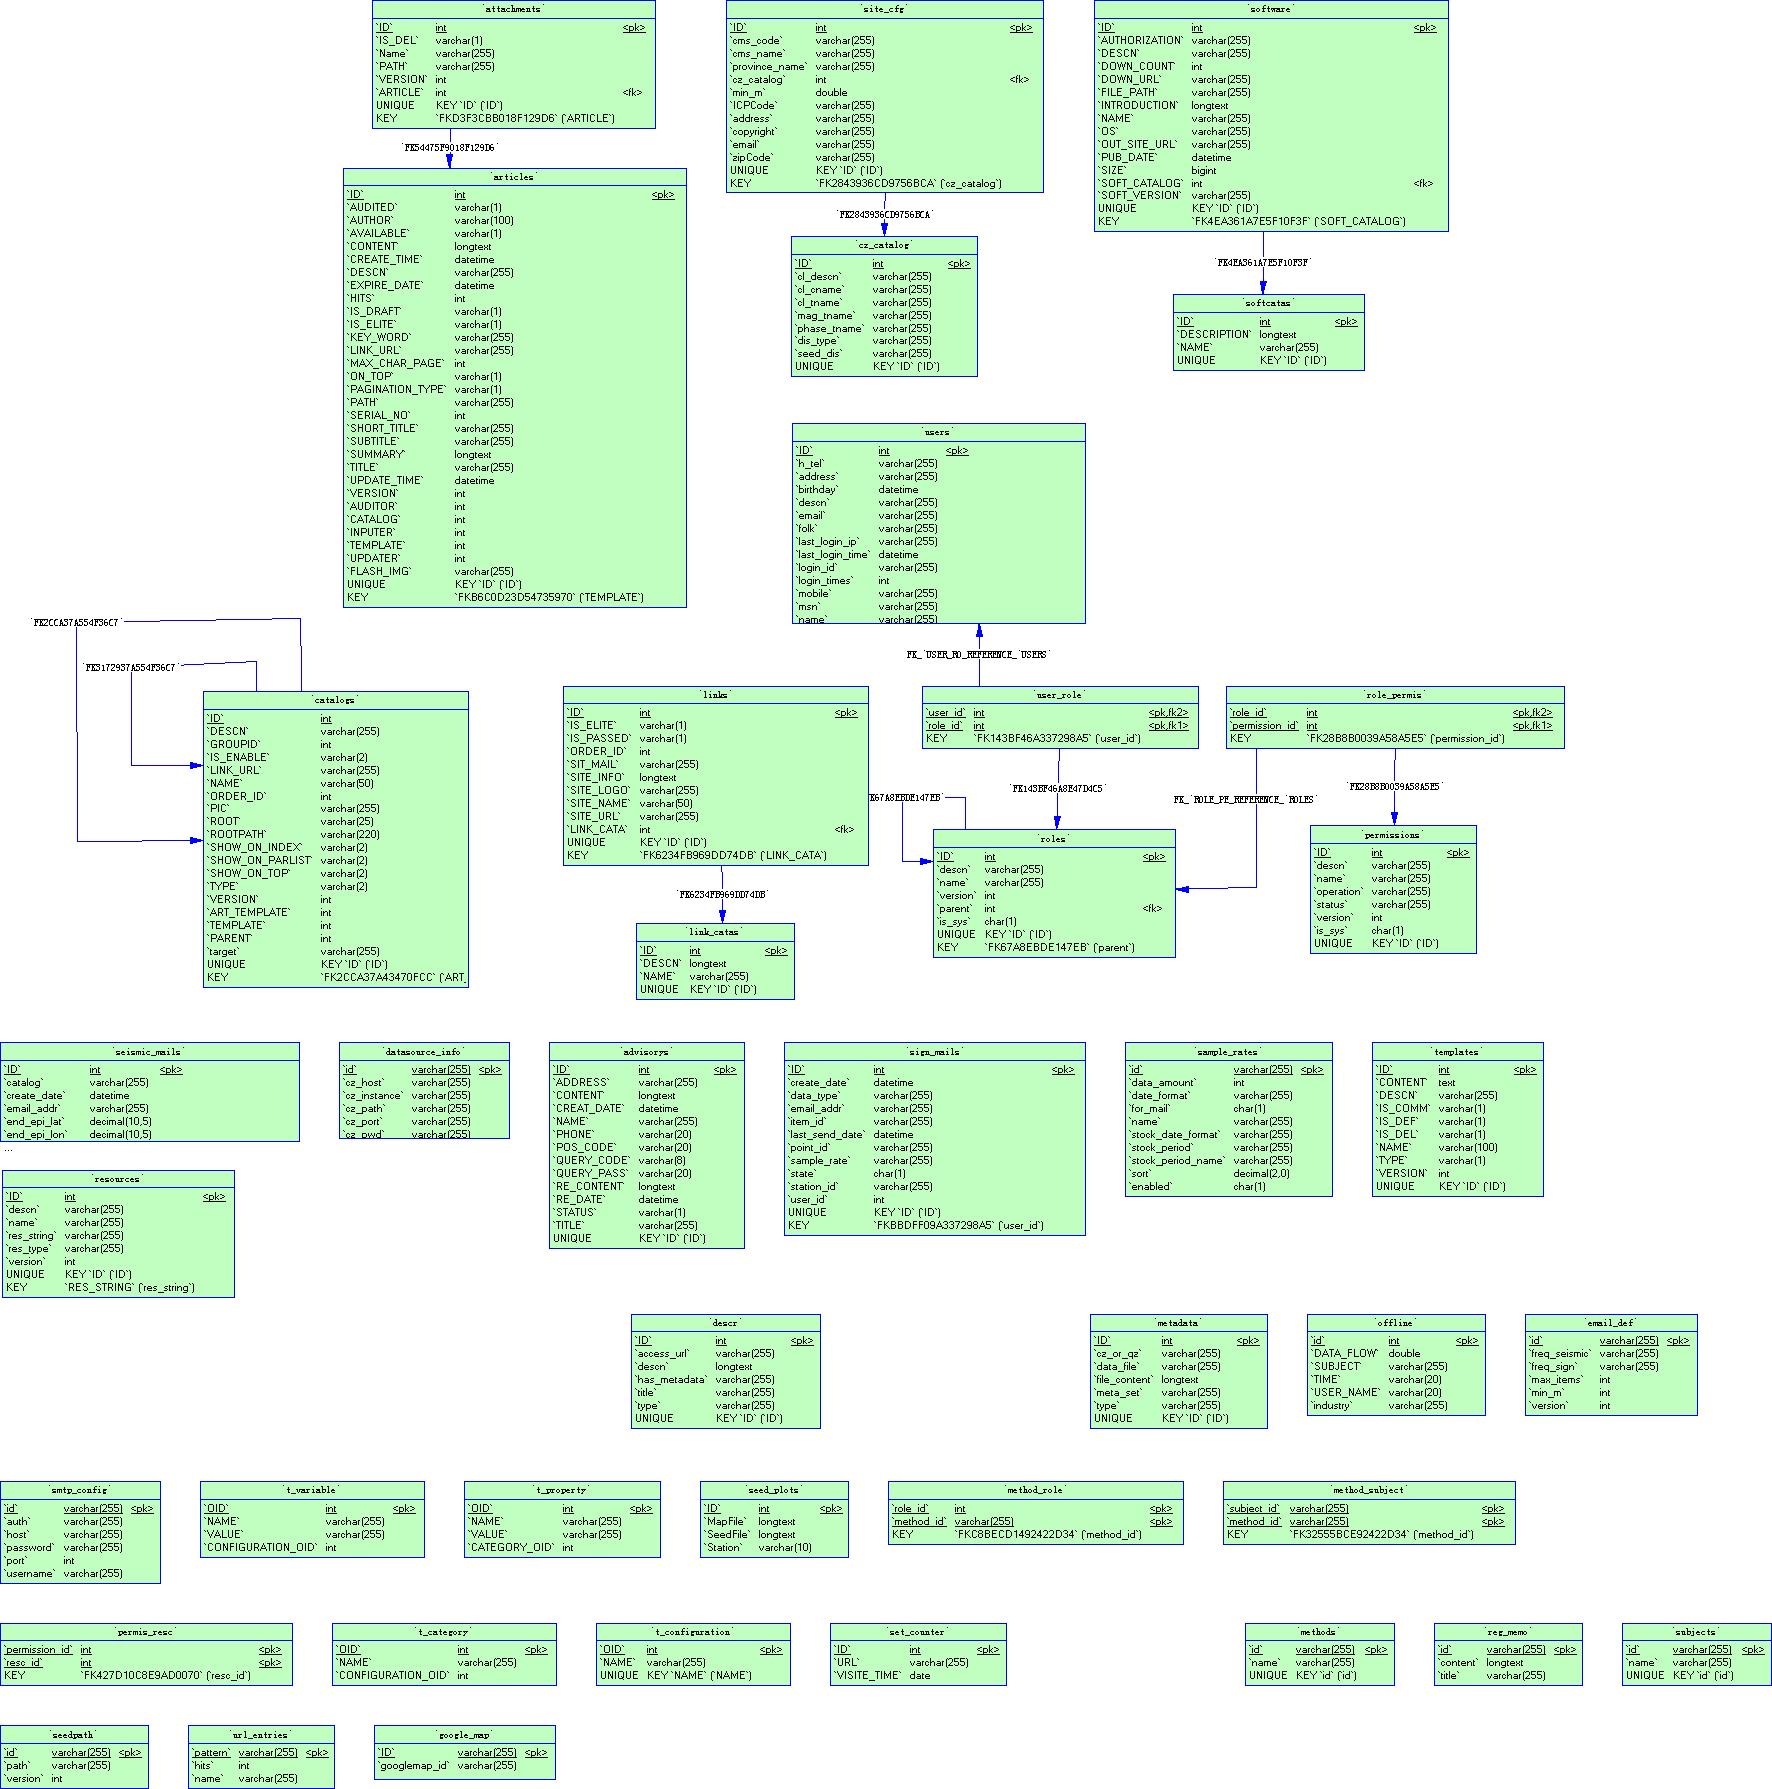 `attachments`
`ID` int <pk>
`IS_DEL` varchar(1)
`Name` varchar(255)
`PATH` varchar(255)
`VERSION` int
`ARTICLE` int <fk>
UNIQUE KEY `ID` (`ID`)
KEY `FKD3F3CBB018F129D6` (`ARTICLE`)
`site_cfg`
`ID` int <pk>
`cms_code` varchar(255)
`cms_name` varchar(255)
`province_name` varchar(255)
`cz_catalog` int <fk>
`min_m` double
`ICPCode` varchar(255)
`address` varchar(255)
`copyright` varchar(255)
`email` varchar(255)
`zipCode` varchar(255)
UNIQUE KEY `ID` (`ID`)
KEY `FK2843936CD9756BCA` (`cz_catalog`)
`software`
`ID` int <pk>
`AUTHORIZATION` varchar(255)
`DESCN` varchar(255)
`DOWN_COUNT` int
`DOWN_URL` varchar(255)
`FILE_PATH` varchar(255)
`INTRODUCTION` longtext
`NAME` varchar(255)
`OS` varchar(255)
`OUT_SITE_URL` varchar(255)
`PUB_DATE` datetime
`SIZE` bigint
`SOFT_CATALOG` int <fk>
`SOFT_VERSION` varchar(255)
UNIQUE KEY `ID` (`ID`)
KEY `FK4EA361A7E5F10F3F` (`SOFT_CATALOG`)
`FK54475F9018F129D6`
`FK2843936CD9756BCA`
`FK4EA361A7E5F10F3F`
`articles`
`ID` int <pk>
`AUDITED` varchar(1)
`AUTHOR` varchar(100)
`AVAILABLE` varchar(1)
`CONTENT` longtext
`CREATE_TIME` datetime
`DESCN` varchar(255)
`EXPIRE_DATE` datetime
`HITS` int
`IS_DRAFT` varchar(1)
`IS_ELITE` varchar(1)
`KEY_WORD` varchar(255)
`LINK_URL` varchar(255)
`MAX_CHAR_PAGE` int
`ON_TOP` varchar(1)
`PAGINATION_TYPE` varchar(1)
`PATH` varchar(255)
`SERIAL_NO` int
`SHORT_TITLE` varchar(255)
`SUBTITLE` varchar(255)
`SUMMARY` longtext
`TITLE` varchar(255)
`UPDATE_TIME` datetime
`VERSION` int
`AUDITOR` int
`CATALOG` int
`INPUTER` int
`TEMPLATE` int
`UPDATER` int
`FLASH_IMG` varchar(255)
UNIQUE KEY `ID` (`ID`)
KEY `FKB6C0D23D54735970` (`TEMPLATE`)
`cz_catalog`
`ID` int <pk>
`cl_descn` varchar(255)
`cl_cname` varchar(255)
`cl_tname` varchar(255)
`mag_tname` varchar(255)
`phase_tname` varchar(255)
`dis_type` varchar(255)
`seed_dis` varchar(255)
UNIQUE KEY `ID` (`ID`)
`softcatas`
`ID` int <pk>
`DESCRIPTION` longtext
`NAME` varchar(255)
UNIQUE KEY `ID` (`ID`)
`users`
`ID` int <pk>
`h_tel` varchar(255)
`address` varchar(255)
`birthday` datetime
`descn` varchar(255)
`email` varchar(255)
`folk` varchar(255)
`last_login_ip` varchar(255)
`last_login_time` datetime
`login_id` varchar(255)
`login_times` int
`mobile` varchar(255)
`msn` varchar(255)
`name` varchar(255)
`FK2CCA37A554F36C7`
`FK3172937A554F36C7`
`FK_`USER_RO_REFERENCE_`USERS`
`catalogs`
`ID` int
`DESCN` varchar(255)
`GROUPID` int
`IS_ENABLE` varchar(2)
`LINK_URL` varchar(255)
`NAME` varchar(50)
`ORDER_ID` int
`PIC` varchar(255)
`ROOT` varchar(25)
`ROOTPATH` varchar(220)
`SHOW_ON_INDEX` varchar(2)
`SHOW_ON_PARLIST` varchar(2)
`SHOW_ON_TOP` varchar(2)
`TYPE` varchar(2)
`VERSION` int
`ART_TEMPLATE` int
`TEMPLATE` int
`PARENT` int
`target` varchar(255)
UNIQUE KEY `ID` (`ID`)
KEY `FK2CCA37A43470FCC` (`ART_
`links`
`ID` int <pk>
`IS_ELITE` varchar(1)
`IS_PASSED` varchar(1)
`ORDER_ID` int
`SIT_MAIL` varchar(255)
`SITE_INFO` longtext
`SITE_LOGO` varchar(255)
`SITE_NAME` varchar(50)
`SITE_URL` varchar(255)
`LINK_CATA` int <fk>
UNIQUE KEY `ID` (`ID`)
KEY `FK6234FB969DD74DB` (`LINK_CATA`)
`user_role`
`user_id` int <pk,fk2>
`role_id` int <pk,fk1>
KEY `FK143BF46A337298A5` (`user_id`)
`role_permis`
`role_id` int <pk,fk2>
`permission_id` int <pk,fk1>
KEY `FK28B8B0039A58A5E5` (`permission_id`)
`FK143BF46A8E47D4C5`
`FK28B8B0039A58A5E5`
K67A8EBDE147EB`
FK_`ROLE_PE_REFERENCE_`ROLES
`FK6234FB969DD74DB`
`roles`
`ID` int <pk>
`descn` varchar(255)
`name` varchar(255)
`version` int
`parent` int <fk>
`is_sys` char(1)
UNIQUE KEY `ID` (`ID`)
KEY `FK67A8EBDE147EB` (`parent`)
`permissions`
`ID` int <pk>
`descn` varchar(255)
`name` varchar(255)
`operation` varchar(255)
`status` varchar(255)
`version` int
`is_sys` char(1)
UNIQUE KEY `ID` (`ID`)
`link_catas`
`ID` int <pk>
`DESCN` longtext
`NAME` varchar(255)
UNIQUE KEY `ID` (`ID`)
`seismic_mails`
`ID` int <pk>
`catalog` varchar(255)
`create_date` datetime
`email_addr` varchar(255)
`end_epi_lat` decimal(10,5)
`end_epi_lon` decimal(10,5)
...
`datasource_info`
`id` varchar(255) <pk>
`cz_host` varchar(255)
`cz_instance` varchar(255)
`cz_path` varchar(255)
`cz_port` varchar(255)
`cz_pwd` varchar(255)
`advisorys`
`ID` int <pk>
`ADDRESS` varchar(255)
`CONTENT` longtext
`CREAT_DATE` datetime
`NAME` varchar(255)
`PHONE` varchar(20)
`POS_CODE` varchar(20)
`QUERY_CODE` varchar(8)
`QUERY_PASS` varchar(20)
`RE_CONTENT` longtext
`RE_DATE` datetime
`STATUS` varchar(1)
`TITLE` varchar(255)
UNIQUE KEY `ID` (`ID`)
`sign_mails`
`ID` int <pk>
`create_date` datetime
`data_type` varchar(255)
`email_addr` varchar(255)
`item_id` varchar(255)
`last_send_date` datetime
`point_id` varchar(255)
`sample_rate` varchar(255)
`state` char(1)
`station_id` varchar(255)
`user_id` int
UNIQUE KEY `ID` (`ID`)
KEY `FKBBDFF09A337298A5` (`user_id`)
`sample_rates`
`id` varchar(255) <pk>
`data_amount` int
`date_format` varchar(255)
`for_mail` char(1)
`name` varchar(255)
`stock_date_format` varchar(255)
`stock_period` varchar(255)
`stock_period_name` varchar(255)
`sort` decimal(2,0)
`enabled` char(1)
`templates`
`ID` int <pk>
`CONTENT` text
`DESCN` varchar(255)
`IS_COMM` varchar(1)
`IS_DEF` varchar(1)
`IS_DEL` varchar(1)
`NAME` varchar(100)
`TYPE` varchar(1)
`VERSION` int
UNIQUE KEY `ID` (`ID`)
`resources`
`ID` int <pk>
`descn` varchar(255)
`name` varchar(255)
`res_string` varchar(255)
`res_type` varchar(255)
`version` int
UNIQUE KEY `ID` (`ID`)
KEY `RES_STRING` (`res_string`)
`descr`
`ID` int <pk>
`access_url` varchar(255)
`descn` longtext
`has_metadata` varchar(255)
`title` varchar(255)
`type` varchar(255)
UNIQUE KEY `ID` (`ID`)
`metadata`
`ID` int <pk>
`cz_or_qz` varchar(255)
`data_file` varchar(255)
`file_content` longtext
`meta_set` varchar(255)
`type` varchar(255)
UNIQUE KEY `ID` (`ID`)
`offline`
`id` int <pk>
`DATA_FLOW` double
`SUBJECT` varchar(255)
`TIME` varchar(20)
`USER_NAME` varchar(20)
`industry` varchar(255)
`email_def`
`id` varchar(255) <pk>
`freq_seismic` varchar(255)
`freq_sign` varchar(255)
`max_items` int
`min_m` int
`version` int
`smtp_config`
`id` varchar(255) <pk>
`auth` varchar(255)
`host` varchar(255)
`password` varchar(255)
`port` int
`username` varchar(255)
`t_variable`
`OID` int <pk>
`NAME` varchar(255)
`VALUE` varchar(255)
`CONFIGURATION_OID` int
`t_property`
`OID` int <pk>
`NAME` varchar(255)
`VALUE` varchar(255)
`CATEGORY_OID` int
`seed_plots`
`ID` int <pk>
`MapFile` longtext
`SeedFile` longtext
`Station` varchar(10)
`method_role`
`role_id` int <pk>
`method_id` varchar(255) <pk>
KEY `FKC8BECD1492422D34` (`method_id`)
`method_subject`
`subject_id` varchar(255) <pk>
`method_id` varchar(255) <pk>
KEY `FK32555BCE92422D34` (`method_id`)
`permis_resc`
`permission_id` int <pk>
`resc_id` int <pk>
KEY `FK427D10C8E9AD0070` (`resc_id`)
`t_category`
`OID` int <pk>
`NAME` varchar(255)
`CONFIGURATION_OID` int
`t_configuration`
`OID` int <pk>
`NAME` varchar(255)
UNIQUE KEY `NAME` (`NAME`)
`set_counter`
`ID` int <pk>
`URL` varchar(255)
`VISITE_TIME` date
`methods`
`id` varchar(255) <pk>
`name` varchar(255)
UNIQUE KEY `id` (`id`)
`reg_memo`
`id` varchar(255) <pk>
`content` longtext
`title` varchar(255)
`subjects`
`id` varchar(255) <pk>
`name` varchar(255)
UNIQUE KEY `id` (`id`)
`seedpath`
`id` varchar(255) <pk>
`path` varchar(255)
`version` int
`url_entries`
`pattern` varchar(255) <pk>
`hits` int
`name` varchar(255)
`google_map`
`ID` varchar(255) <pk>
`googlemap_id` varchar(255)